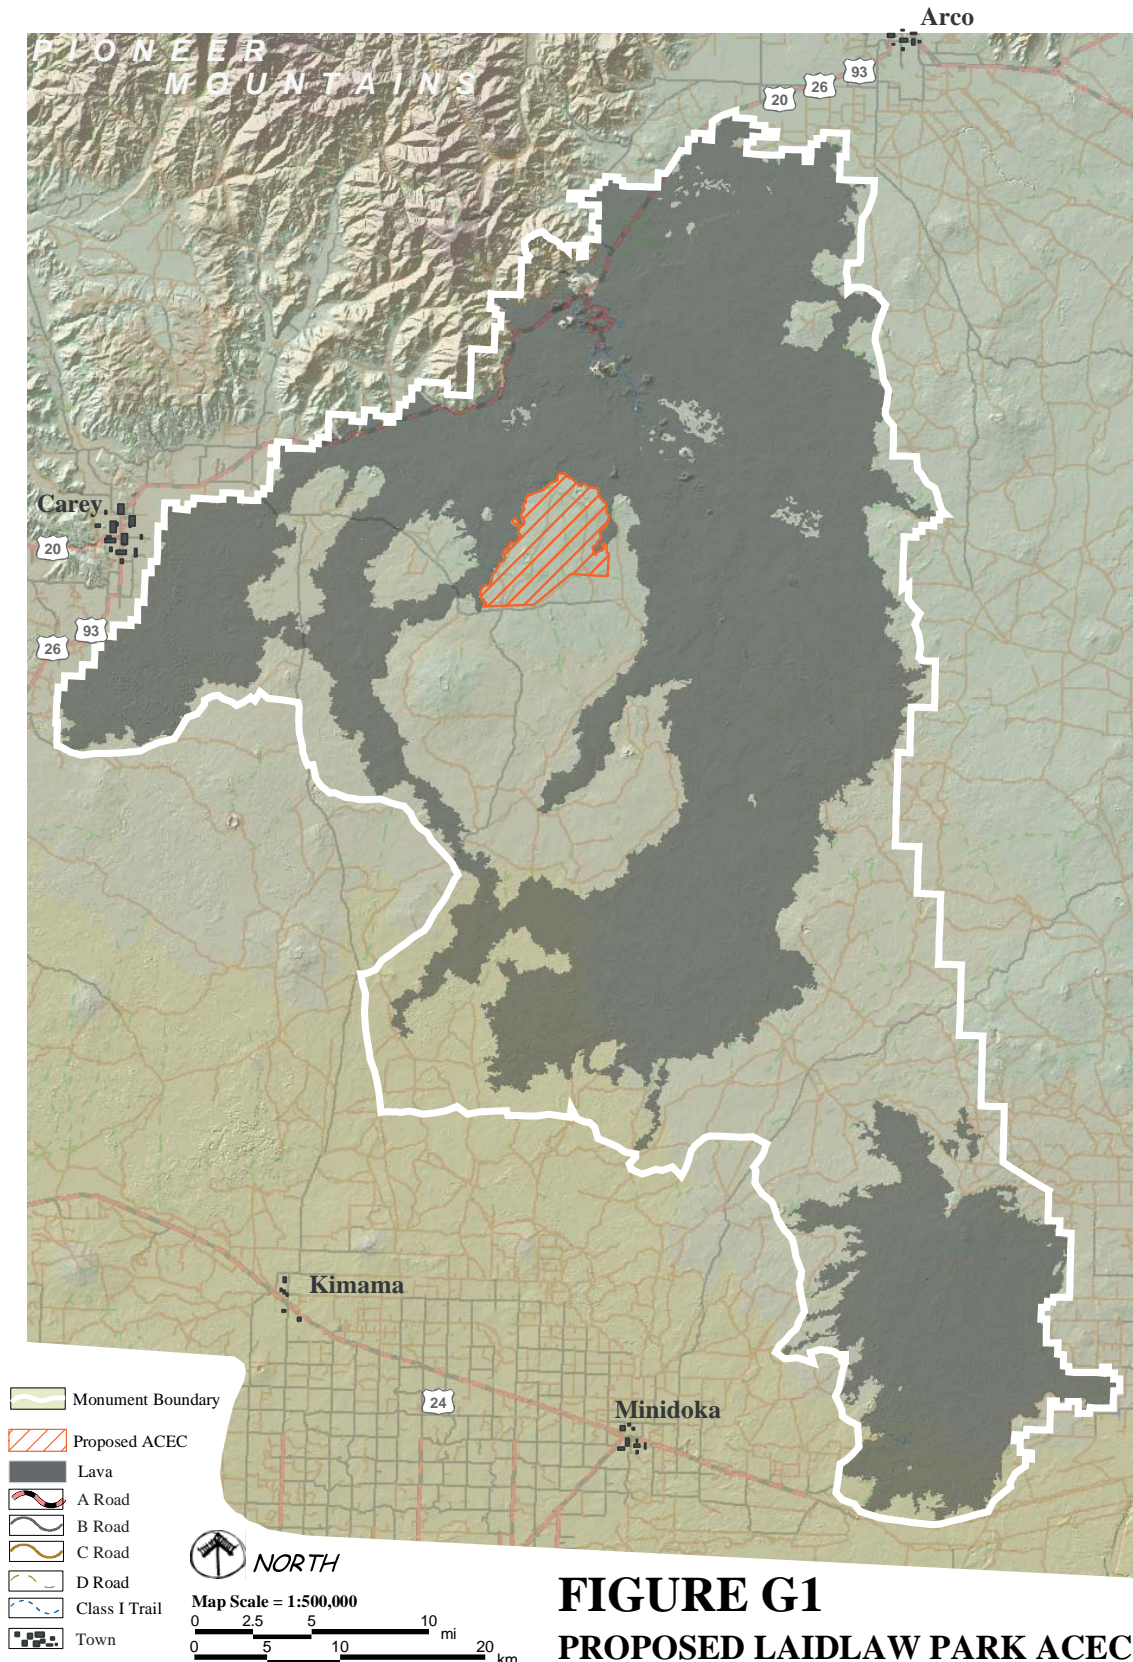 Arco
PIONEER
MOUNTAINS
93
26
20
Carey
20
93
26
Kimama
24
Minidoka
Monument Boundary
Proposed ACEC
Lava
A Road
B Road
C Road
D Road
Class I Trail
Town
NORTH
Map Scale = 1:500,000
0 2.5 5 10
mi
0 5 10 20
km
FIGURE G1
PROPOSED LAIDLAW PARK ACEC